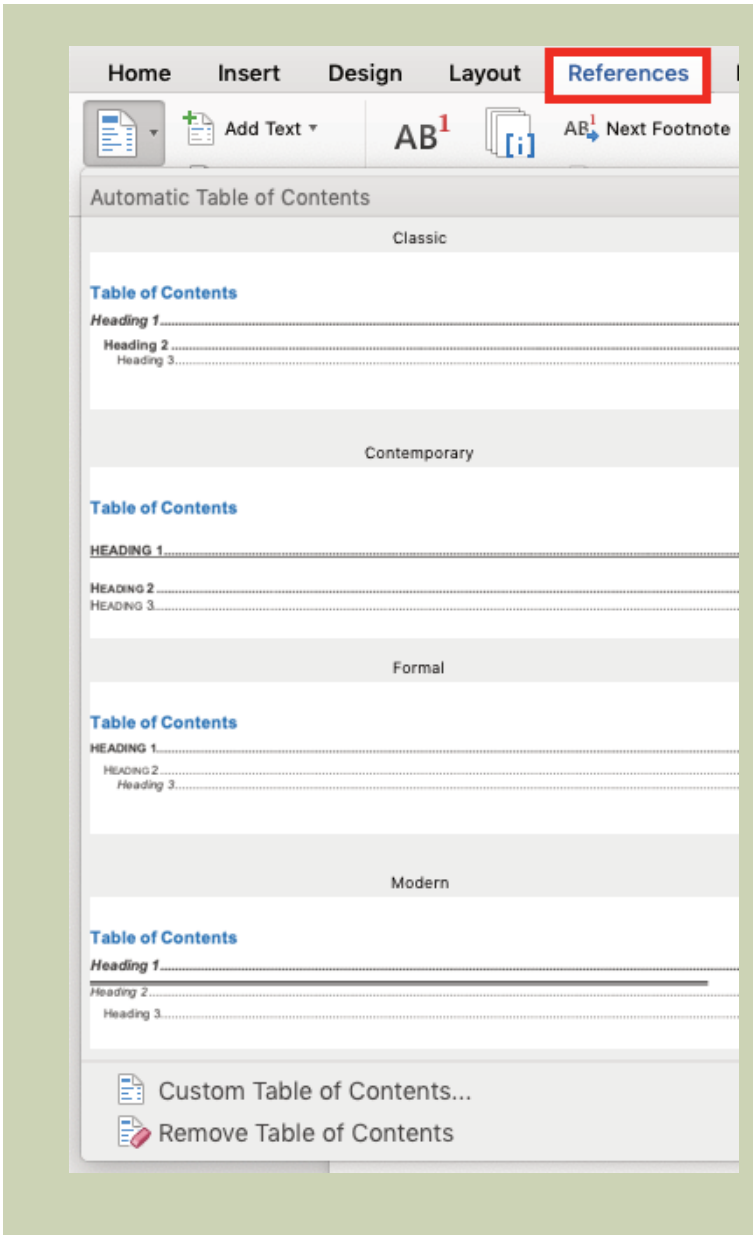 Home Insert Design Layout References
Add Text AB1 [i] AB1 Next Footnote
Automatic Table of Contents
Classic
Table of Contents
Heading 1
Heading 2
Heading 3
Contemporary
Table of Contents
HEADING 1
HEADING 2
HEADING 3
Formal
Table of Contents
HEADING 1
HEADING 2
Heading 3
Modern
Table of Contents
Heading 1
Heading 2
Heading 3
Custom Table of Contents...
Remove Table of Contents